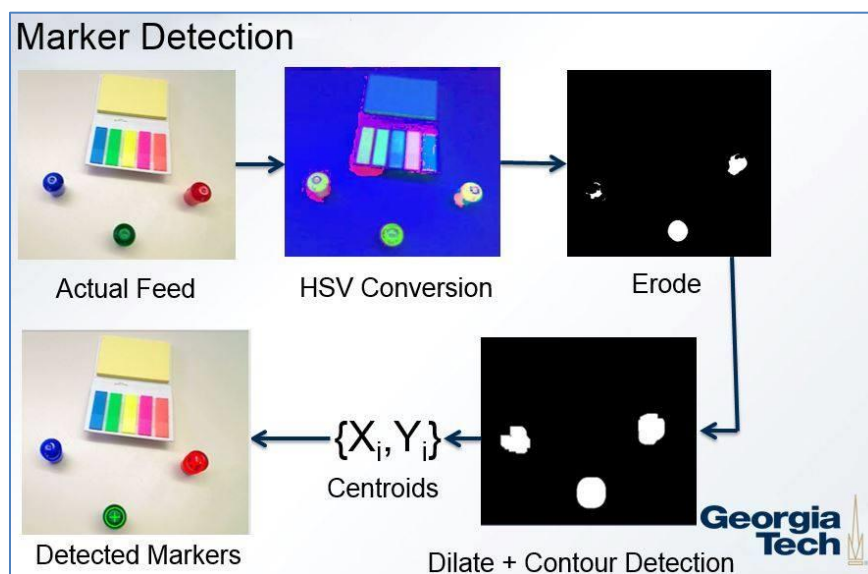 Marker Detection
Actual Feed
HSV Conversion
Erode
{Xi,Yi}
Centroids
Detected Markers
Dilate + Contour Detection
Georgia
Tech